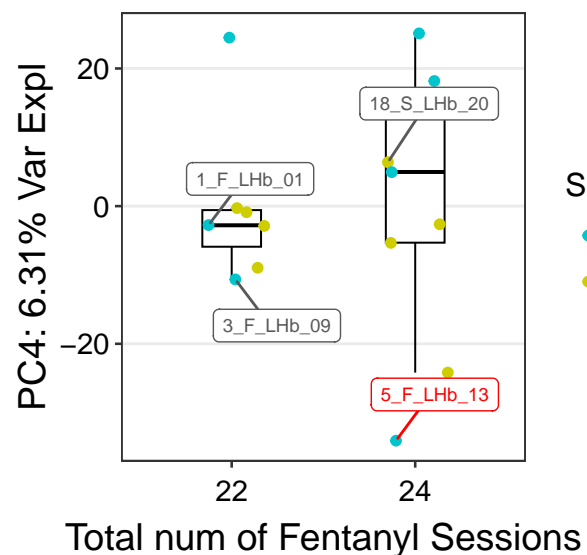 PC4: 6.31% Var Expl
20
0
−20
18_S_LHb_20
1_F_LHb_01
3_F_LHb_09
5_F_LHb_13
S
22
24
Total num of Fentanyl Sessions